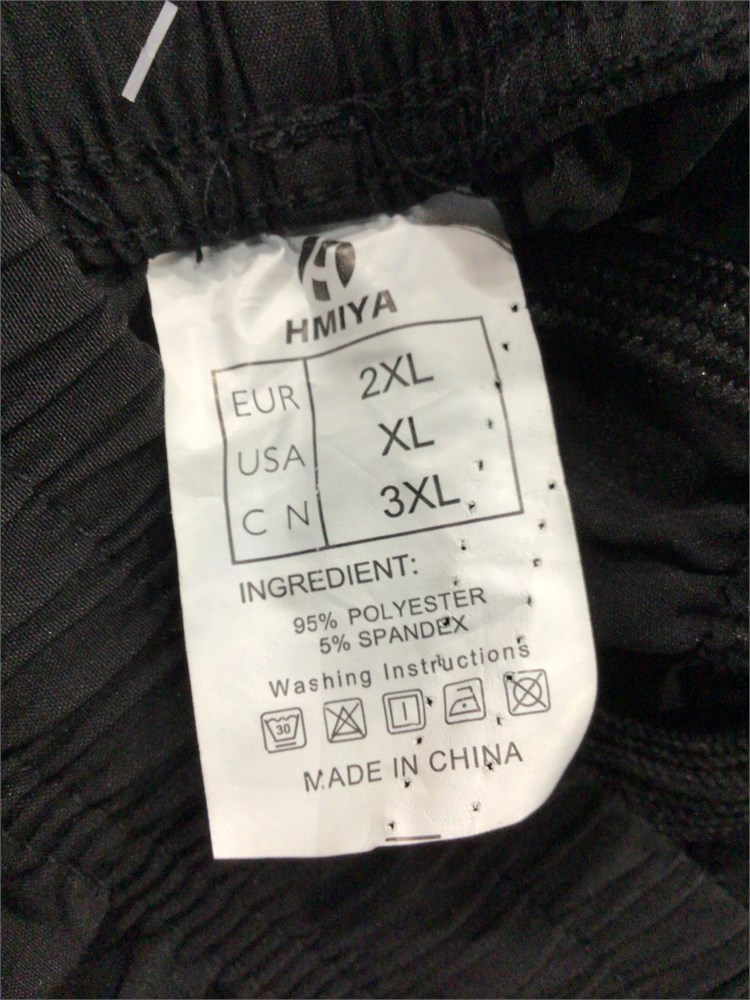 HMIYA
EUR 2XL
USA XL
C N 3XL
INGREDIENT:
95% POLYESTER
5% SPANDEX
Washing Instructions
30
MADE IN CHINA